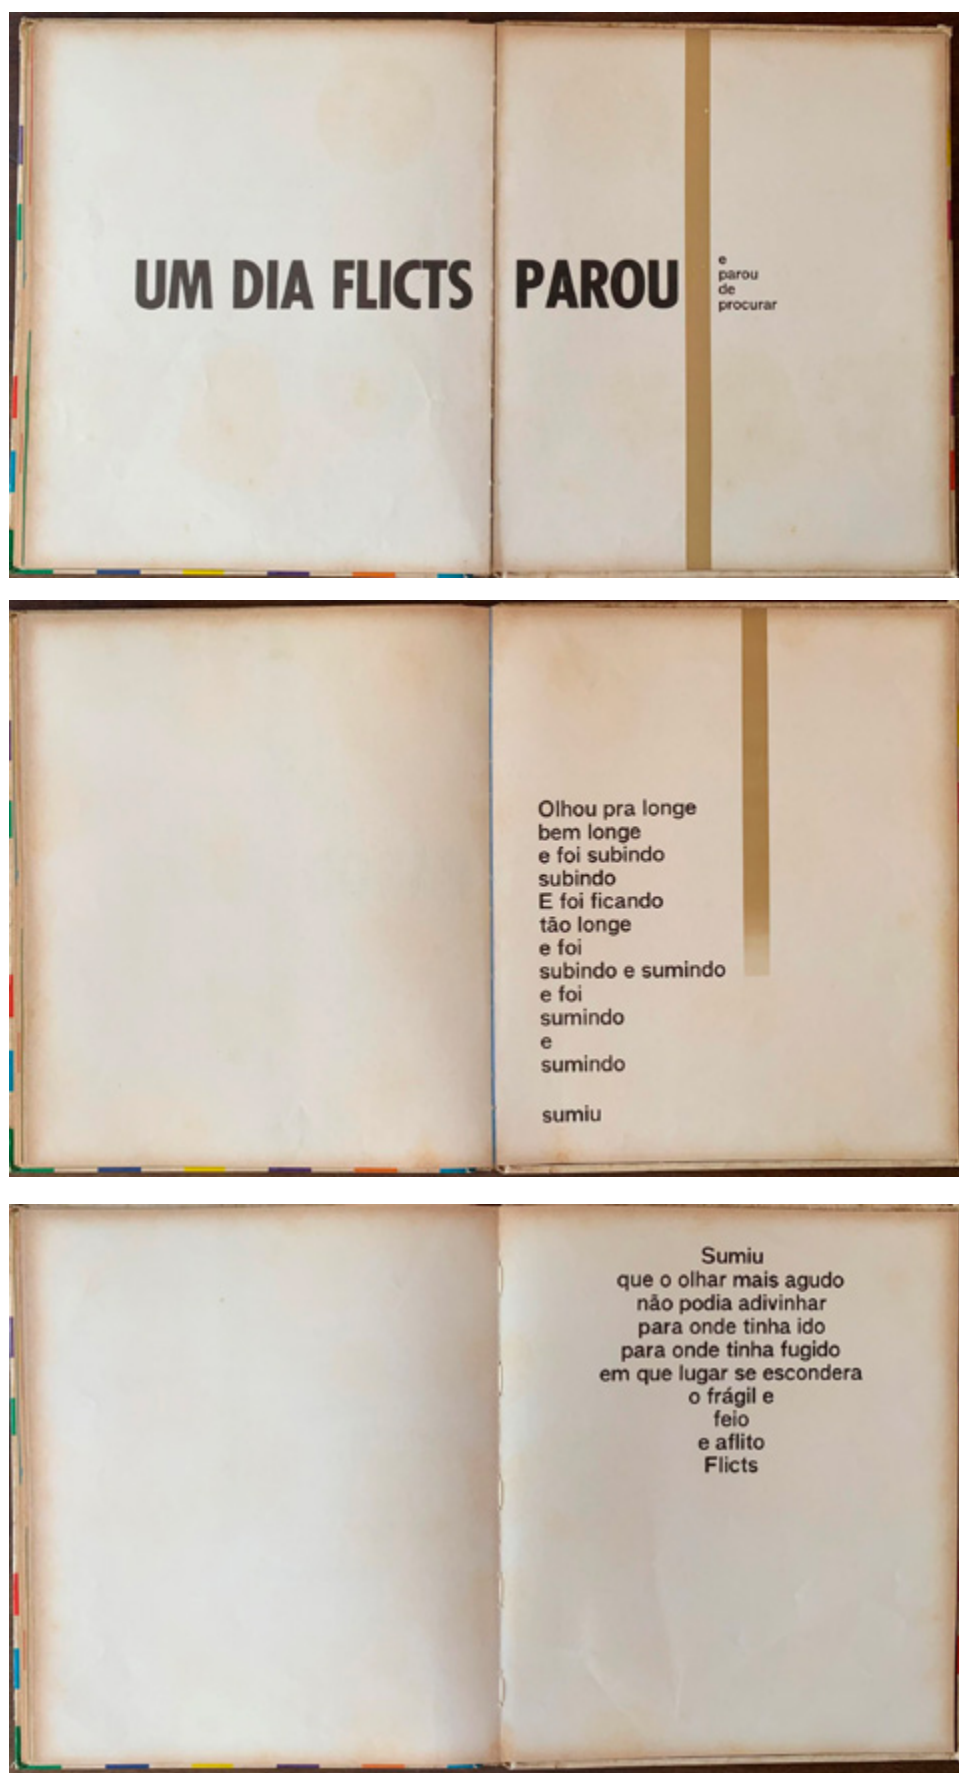 UM DIA FLICTS PAROU
e
parou
de
procurar
Olhou pra longe
bem longe
e foi subindo
subindo
E foi ficando
tão longe
e foi
subindo e sumindo
e foi
sumindo
e
sumindo
sumiu
Sumiu
que o olhar mais agudo
não podia adivinhar
para onde tinha ido
para onde tinha fugido
em que lugar se escondera
o frágil e
feio
e aflito
Flicts